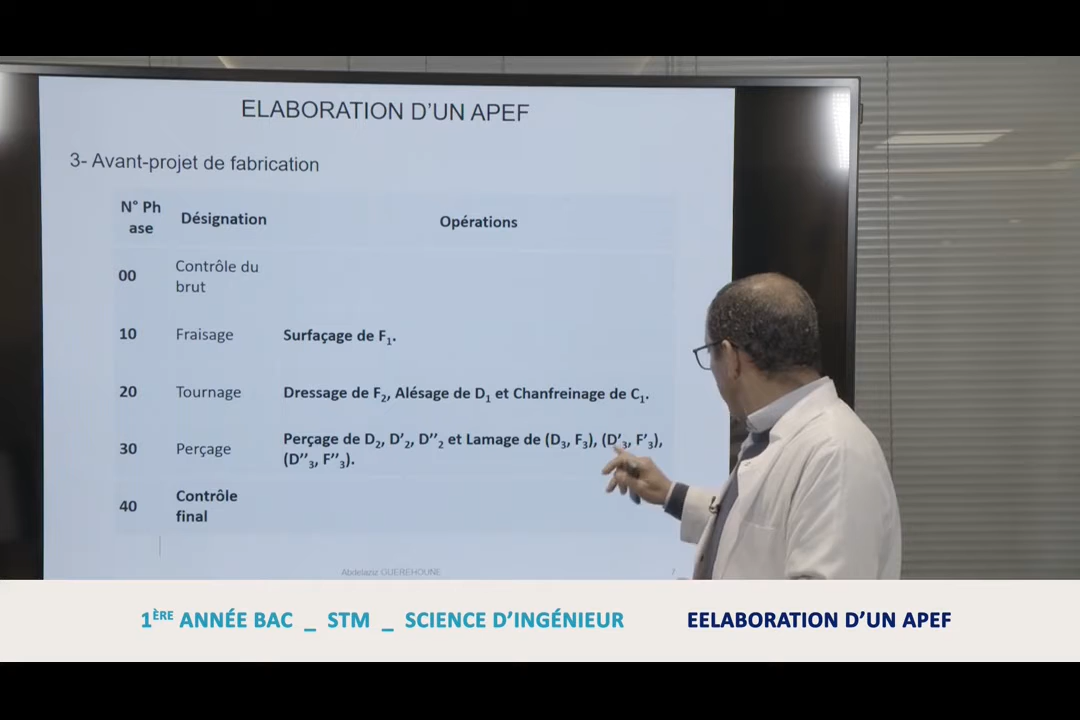 ELABORATION D'UN APEF
3- Avant-projet de fabrication
N° Ph
ase
Désignation
Opérations
00
Contrôle du
brut
10
Fraisage
Surfaçage de F₁.
20
Tournage
Dressage de F₂, Alésage de D₁ et Chanfreinage de C₁.
30
Perçage
Perçage de D₂, D'₂, D''₂ et Lamage de (D₃, F₃), (D'₃, F'₃),
(D''₃, F''₃).
40
Contrôle
final
Abdelaziz OUEREHOUNE
7
1ÈRE ANNÉE BAC _ STM _ SCIENCE D'INGÉNIEUR
EELABORATION D'UN APEF